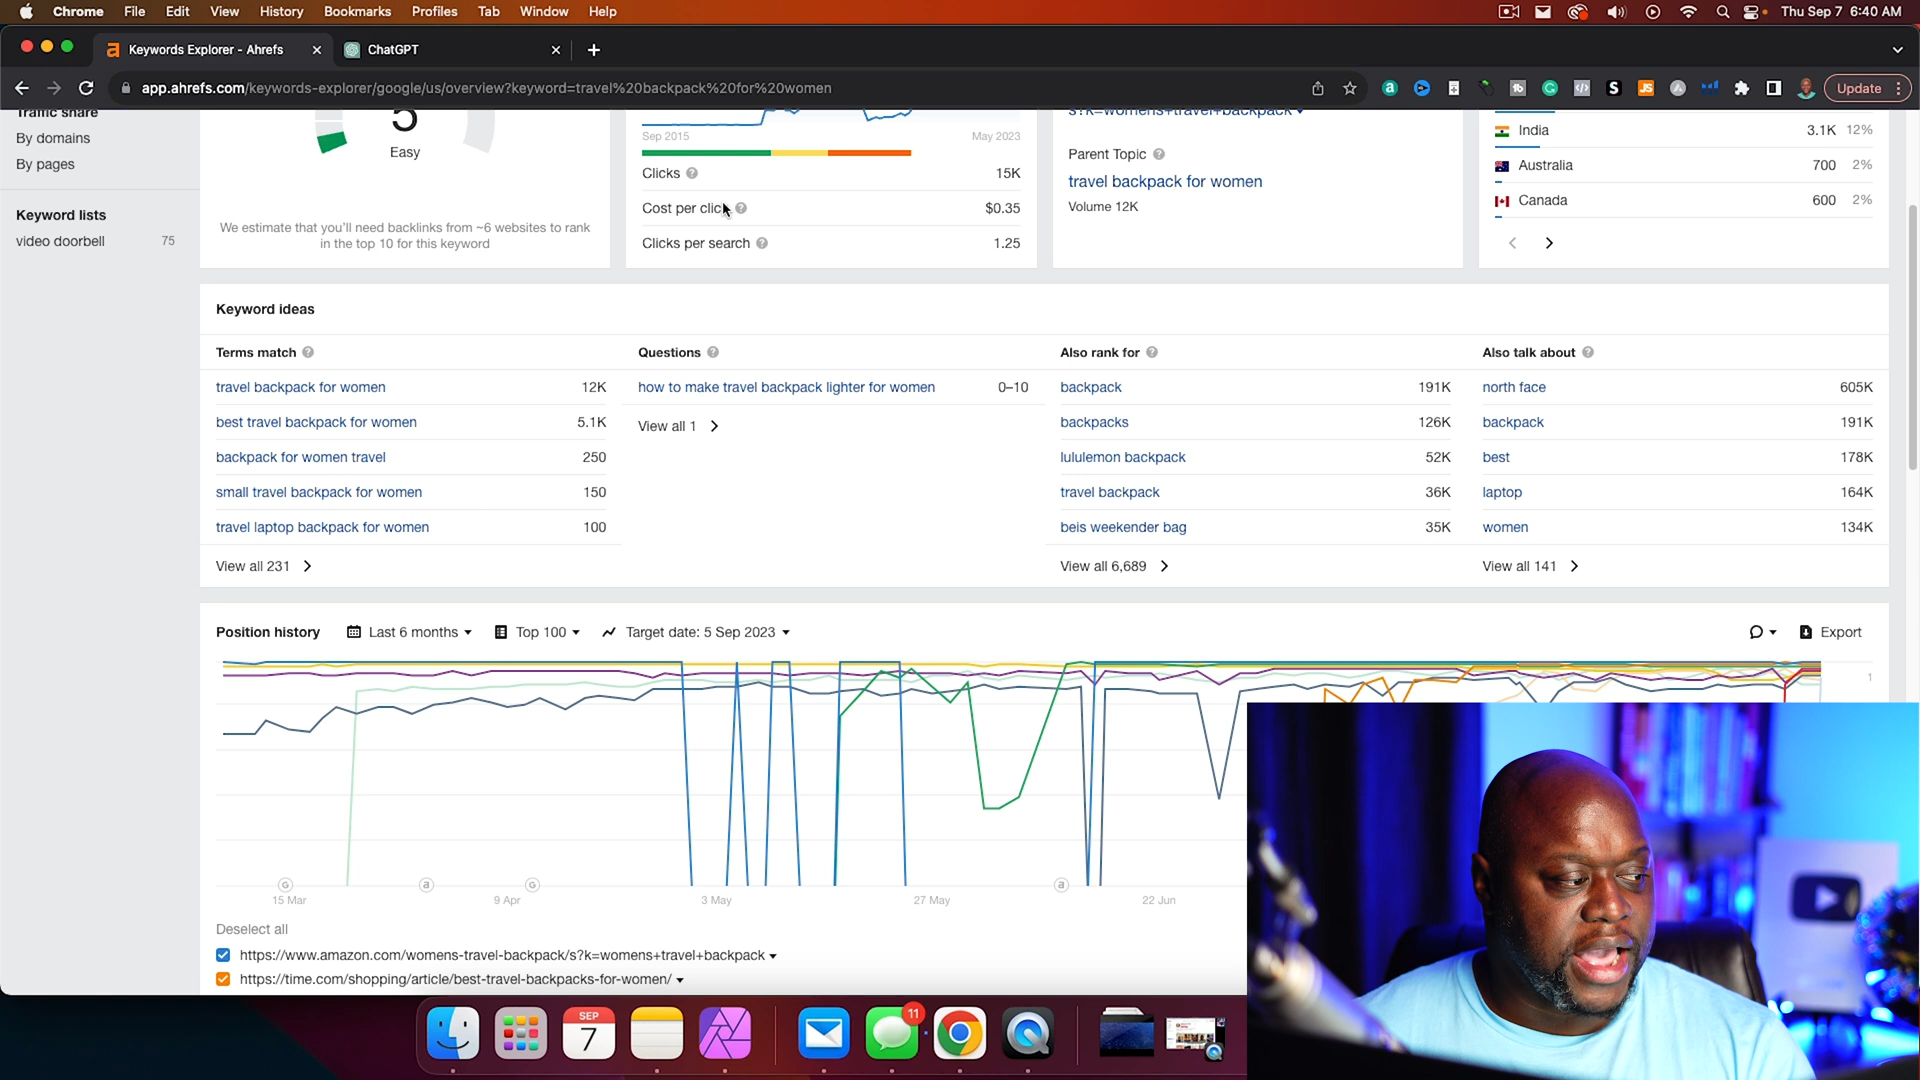 Chrome File Edit View History Bookmarks Profiles Tab Window Help
Thu Sep 7 6:40 AM
Keywords Explorer - Ahrefs
ChatGPT
app.ahrefs.com/keywords-explorer/google/us/overview?keyword=travel%20backpack%20for%20women
Update
Traffic share
By domains
By pages
Keyword lists
video doorbell 75
5
Easy
We estimate that you'll need backlinks from ~6 websites to rank
in the top 10 for this keyword
Sep 2015 May 2023
Clicks 15K
Cost per click $0.35
Clicks per search 1.25
s?k=womens+travel+backpack
Parent Topic
travel backpack for women
Volume 12K
India 3.1K 12%
Australia 700 2%
Canada 600 2%
Keyword ideas
Terms match
travel backpack for women 12K
best travel backpack for women 5.1K
backpack for women travel 250
small travel backpack for women 150
travel laptop backpack for women 100
View all 231
Questions
how to make travel backpack lighter for women 0–10
View all 1
Also rank for
backpack 191K
backpacks 126K
lululemon backpack 52K
travel backpack 36K
beis weekender bag 35K
View all 6,689
Also talk about
north face 605K
backpack 191K
best 178K
laptop 164K
women 134K
View all 141
Position history Last 6 months Top 100 Target date: 5 Sep 2023 Export
1
G a G a
15 Mar 9 Apr 3 May 27 May 22 Jun
Deselect all
https://www.amazon.com/womens-travel-backpack/s?k=womens+travel+backpack
https://time.com/shopping/article/best-travel-backpacks-for-women/
SEP
7
11